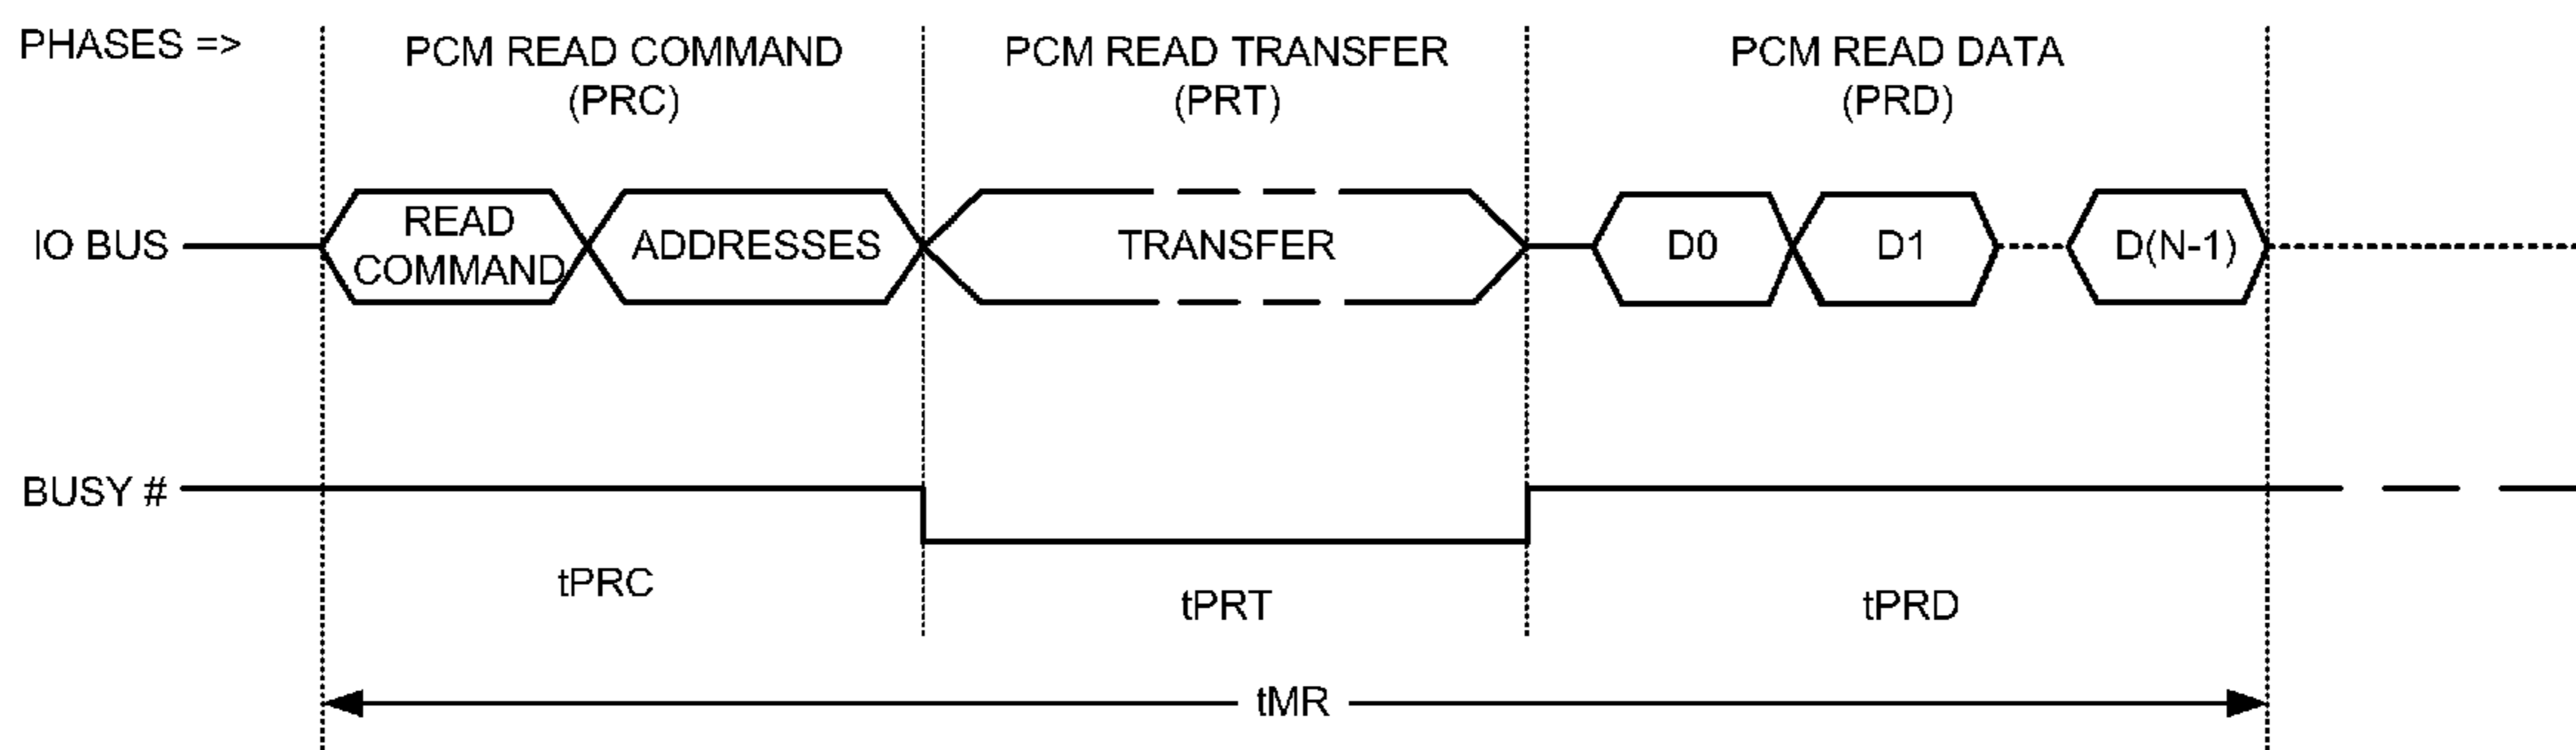 PHASES =>
PCM READ COMMAND
(PRC)
PCM READ TRANSFER
(PRT)
PCM READ DATA
(PRD)
IO BUS
READ
COMMAND
ADDRESSES
TRANSFER
D0
D1
D(N-1)
BUSY #
tPRC
tPRT
tPRD
tMR